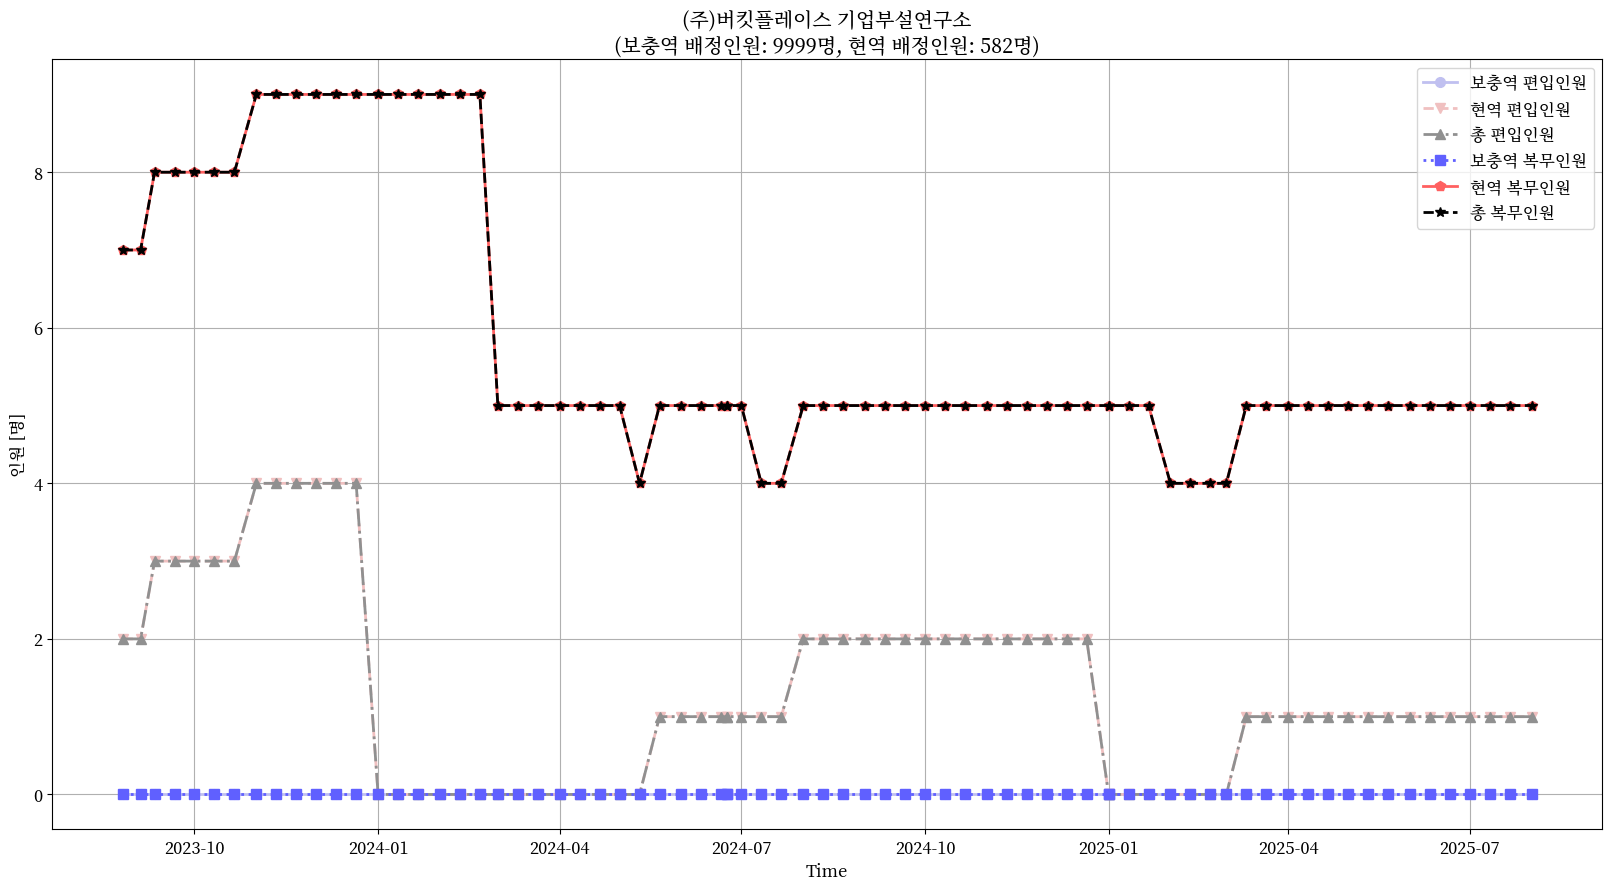 (주)버킷플레이스 기업부설연구소
(보충역 배정인원: 9999명, 현역 배정인원: 582명)
보충역 편입인원
현역 편입인원
총 편입인원
보충역 복무인원
현역 복무인원
총 복무인원
인원 [명]
8
6
4
2
0
2023-10
2024-01
2024-04
2024-07
2024-10
2025-01
2025-04
2025-07
Time